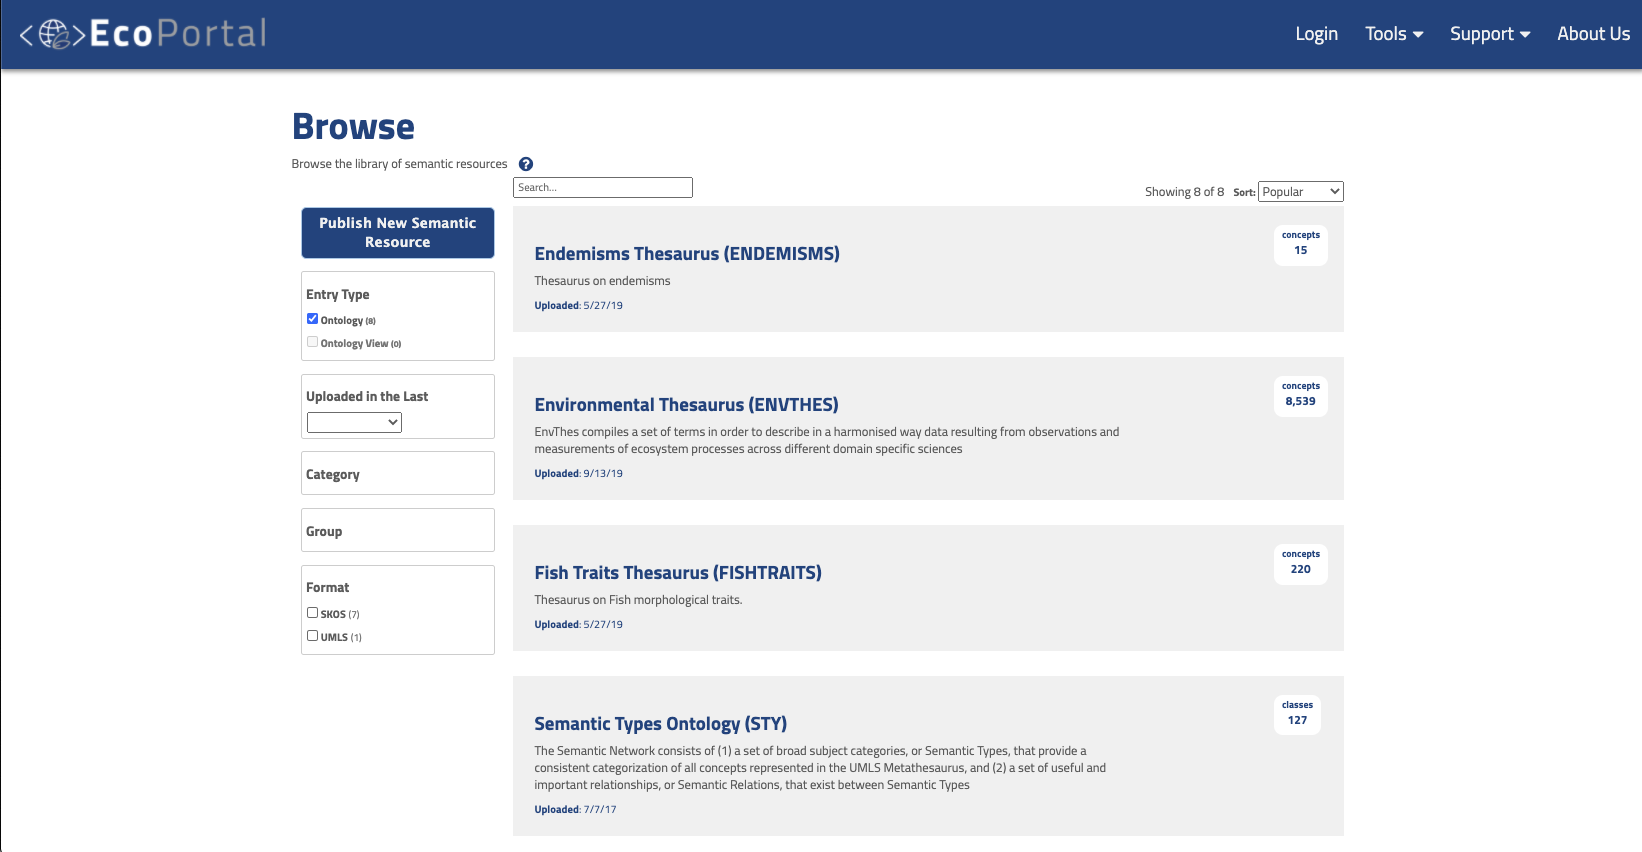 <>EcoPortal
Login Tools Support About Us
Browse
Browse the library of semantic resources ?
Search...
Showing 8 of 8 Sort: Popular
Publish New Semantic
Resource
Entry Type
Ontology (8)
Ontology View (0)
Uploaded in the Last
Category
Group
Format
SKOS (7)
UMLS (1)
concepts
15
Endemisms Thesaurus (ENDEMISMS)
Thesaurus on endemisms
Uploaded: 5/27/19
concepts
8,539
Environmental Thesaurus (ENVTHES)
EnvThes compiles a set of terms in order to describe in a harmonised way data resulting from observations and
measurements of ecosystem processes across different domain specific sciences
Uploaded: 9/13/19
concepts
220
Fish Traits Thesaurus (FISHTRAITS)
Thesaurus on Fish morphological traits.
Uploaded: 5/27/19
classes
127
Semantic Types Ontology (STY)
The Semantic Network consists of (1) a set of broad subject categories, or Semantic Types, that provide a
consistent categorization of all concepts represented in the UMLS Metathesaurus, and (2) a set of useful and
important relationships, or Semantic Relations, that exist between Semantic Types
Uploaded: 7/7/17